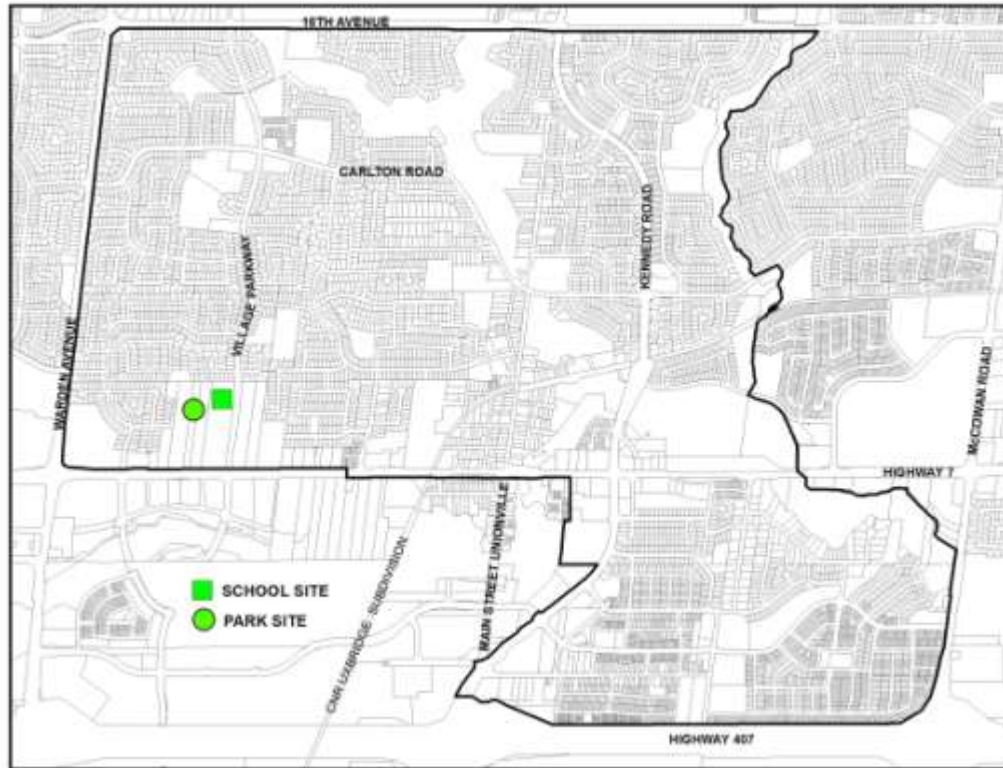 16TH AVENUE
CARLTON ROAD
KENNEDY ROAD
VILLAGE PARKWAY
WARDEN AVENUE
McCOWAN ROAD
HIGHWAY 7
MAIN STREET UNIONVILLE
CNR UXBRIDGE SUBDIVISION
SCHOOL SITE
PARK SITE
HIGHWAY 407